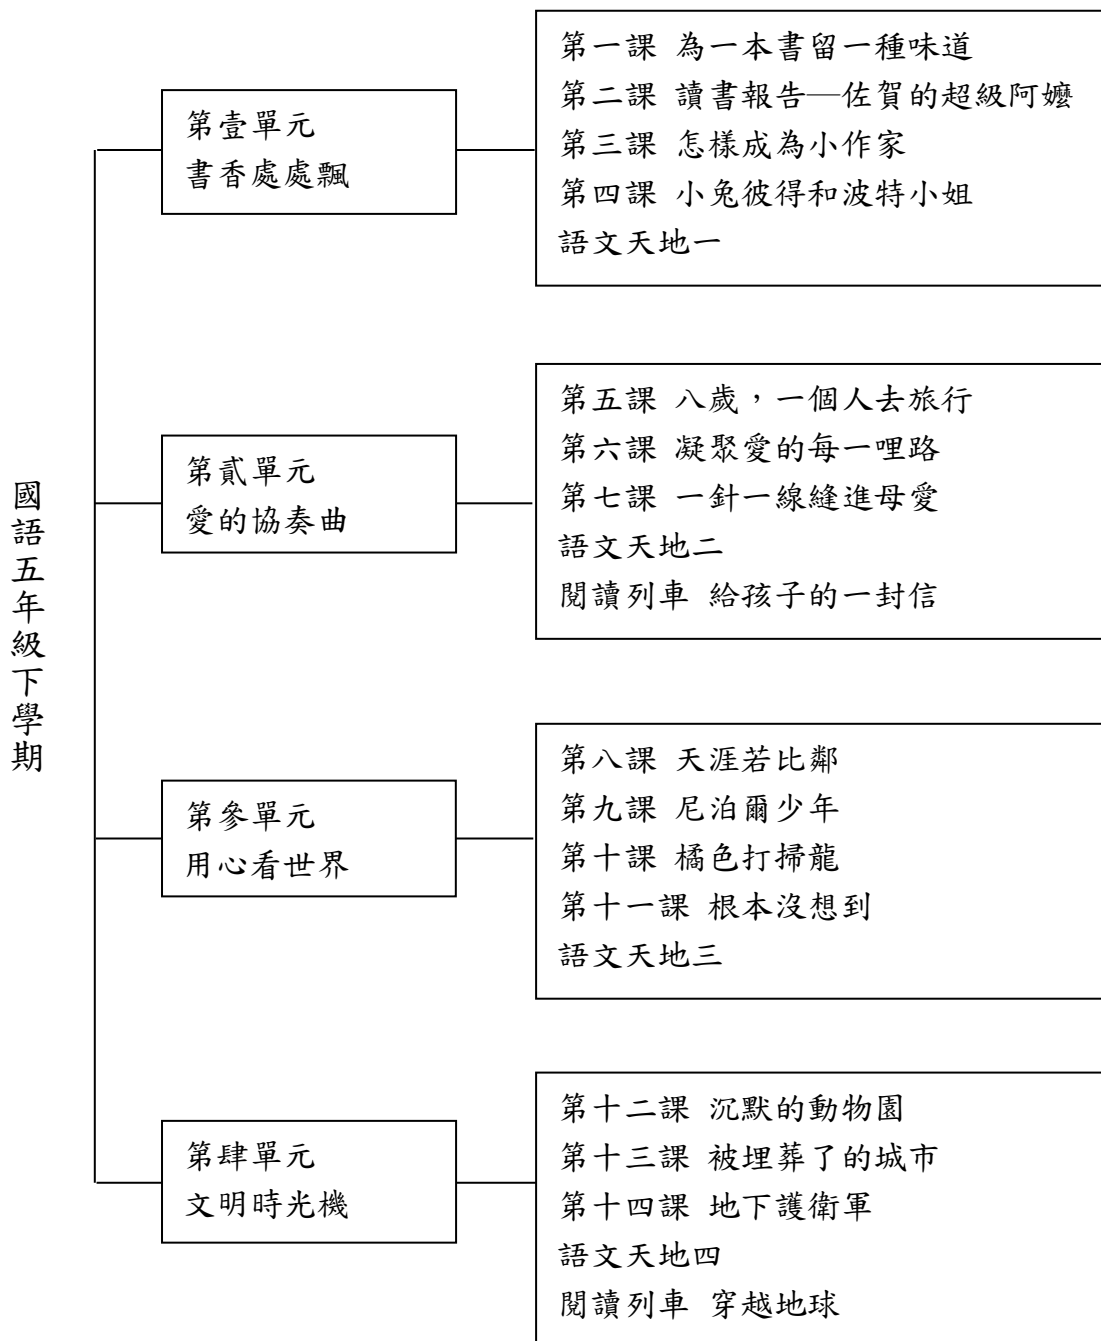 國語五年級下學期
第壹單元
書香處處飄
第一課 為一本書留一種味道
第二課 讀書報告—佐賀的超級阿嬤
第三課 怎樣成為小作家
第四課 小兔彼得和波特小姐
語文天地一
第貳單元
愛的協奏曲
第五課 八歲，一個人去旅行
第六課 凝聚愛的每一哩路
第七課 一針一線縫進母愛
語文天地二
閱讀列車 給孩子的一封信
第參單元
用心看世界
第八課 天涯若比鄰
第九課 尼泊爾少年
第十課 橘色打掃龍
第十一課 根本沒想到
語文天地三
第肆單元
文明時光機
第十二課 沉默的動物園
第十三課 被埋葬了的城市
第十四課 地下護衛軍
語文天地四
閱讀列車 穿越地球